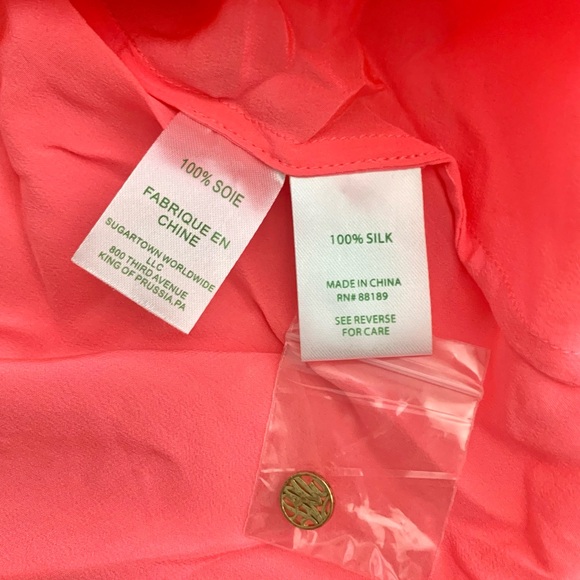 100% SOIE
FABRIQUE EN
CHINE
SUGARTOWN WORLDWIDE
LLC
800 THIRD AVENUE
KING OF PRUSSIA,PA
100% SILK
MADE IN CHINA
RN# 88189
SEE REVERSE
FOR CARE